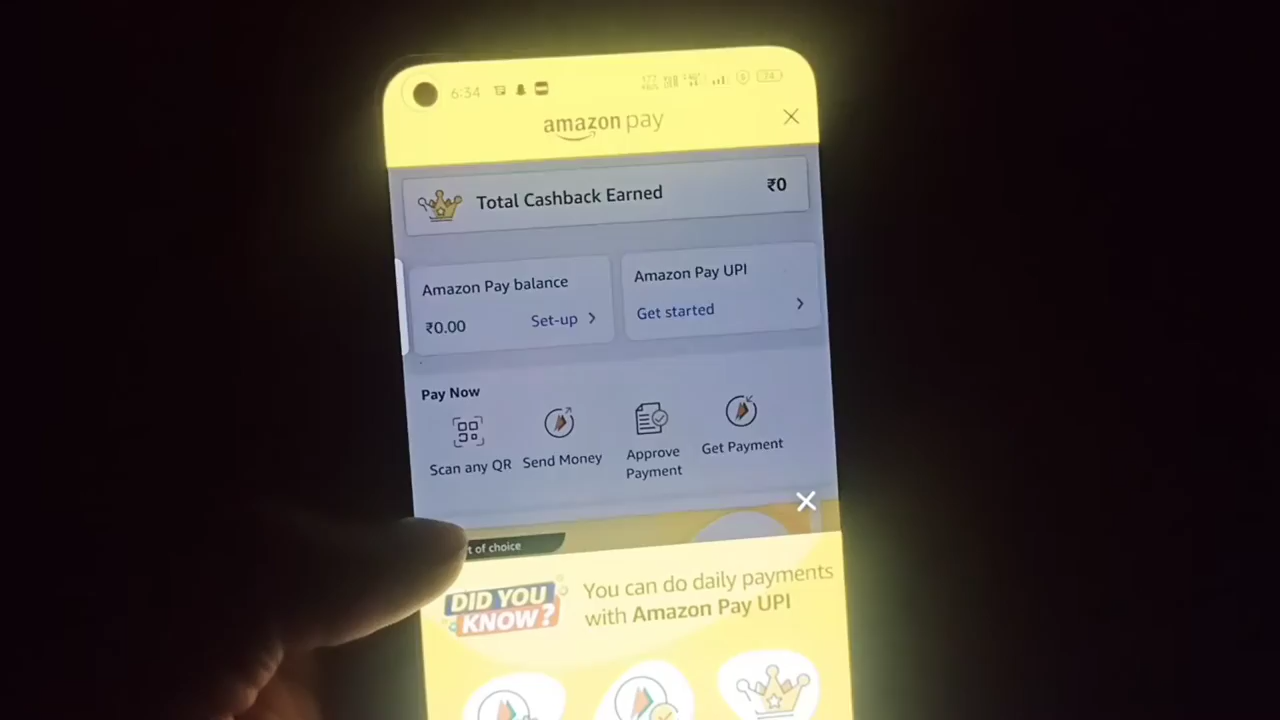 6:34
24
amazon pay
Total Cashback Earned
₹0
Amazon Pay balance
₹0.00
Set-up
Amazon Pay UPI
Get started
Pay Now
Scan any QR
Send Money
Approve
Payment
Get Payment
t of choice
DID YOU
KNOW?
You can do daily payments
with Amazon Pay UPI